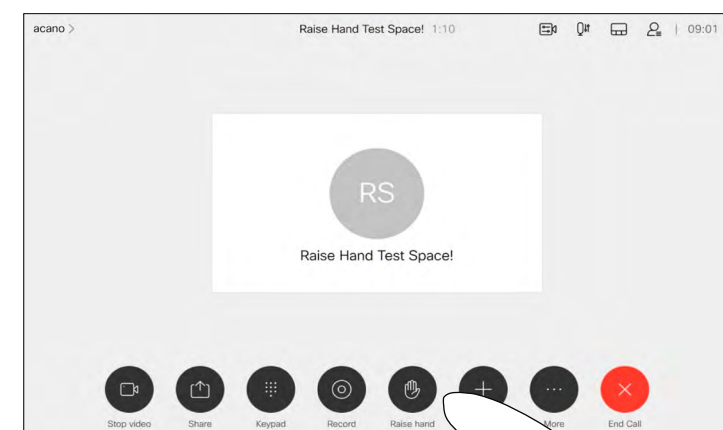 acano >
Raise Hand Test Space! 1:10
09:01
RS
Raise Hand Test Space!
Stop video Share Keypad Record Raise hand More End Call